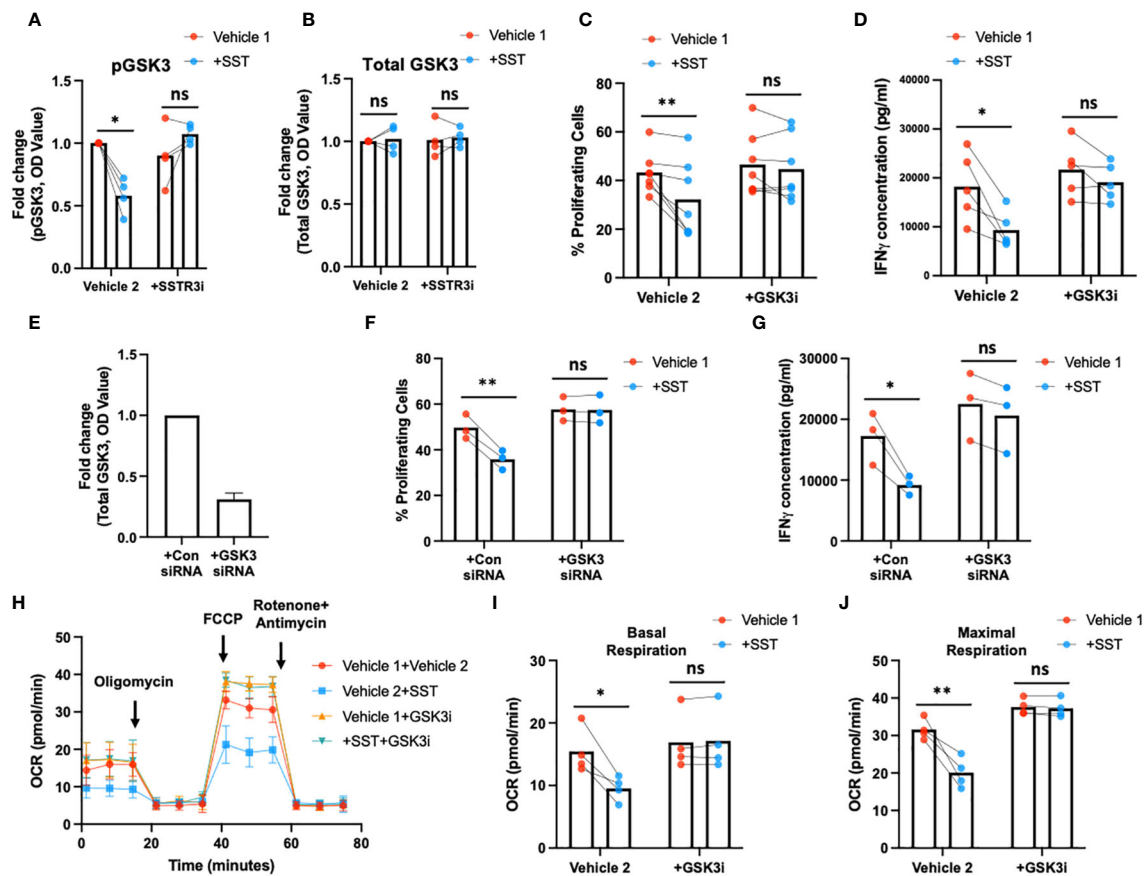 A
Vehicle 1
+SST
pGSK3
Fold change
(pGSK3, OD Value)
1.5
1.0
0.5
0.0
*
ns
Vehicle 2
+SSTR3i
B
Vehicle 1
+SST
Total GSK3
Fold change
(Total GSK3, OD Value)
1.5
1.0
0.5
0.0
ns
ns
Vehicle 2
+SSTR3i
C
Vehicle 1
+SST
% Proliferating Cells
80
60
40
20
0
**
ns
Vehicle 2
+GSK3i
D
Vehicle 1
+SST
IFNγ concentration (pg/ml)
40000
30000
20000
10000
0
*
ns
Vehicle 2
+GSK3i
E
Fold change
(Total GSK3, OD Value)
1.5
1.0
0.5
0.0
+Con
siRNA
+GSK3
siRNA
F
Vehicle 1
+SST
% Proliferating Cells
80
60
40
20
0
**
ns
+Con
siRNA
+GSK3
siRNA
G
Vehicle 1
+SST
IFNγ concentration (pg/ml)
30000
20000
10000
0
*
ns
+Con
siRNA
+GSK3
siRNA
H
OCR (pmol/min)
50
40
30
20
10
0
Oligomycin
FCCP
Rotenone+
Antimycin
Vehicle 1+Vehicle 2
Vehicle 2+SST
Vehicle 1+GSK3i
+SST+GSK3i
0
20
40
60
80
Time (minutes)
I
Vehicle 1
+SST
Basal
Respiration
OCR (pmol/min)
30
20
10
0
*
ns
Vehicle 2
+GSK3i
J
Vehicle 1
+SST
Maximal
Respiration
OCR (pmol/min)
50
40
30
20
10
0
**
ns
Vehicle 2
+GSK3i